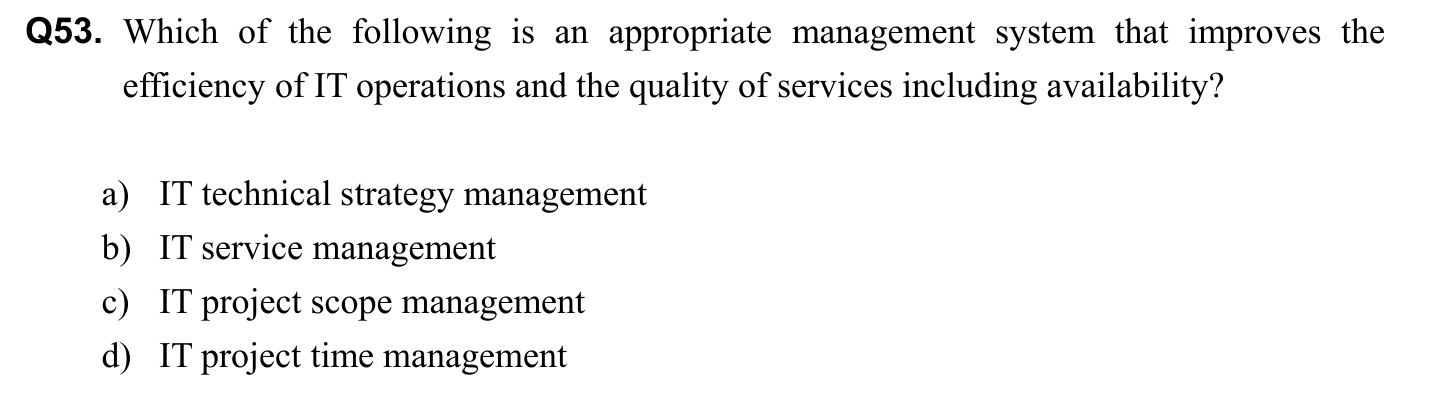 Q53. Which of the following is an appropriate management system that improves the
efficiency of IT operations and the quality of services including availability?
a) IT technical strategy management
b) IT service management
c) IT project scope management
d) IT project time management